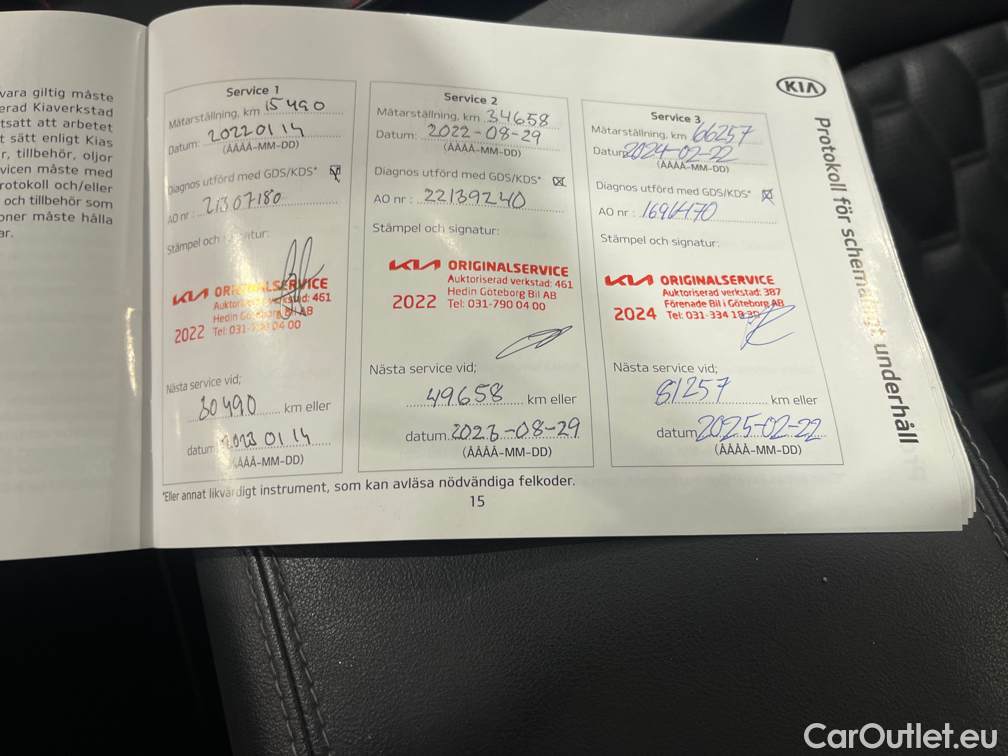 vara giltig måste
erad Kiaverkstad
tsatt att arbetet
t sätt enligt Kias
r, tillbehör, oljor
vicen måste med
rotokoll och/eller
och tillbehör som
oner måste hålla
ar.
Service 1
Mätarställning, km 15490
Datum: 20220114
(ÅÅÅÅ-MM-DD)
Diagnos utförd med GDS/KDS*
AO nr : 21307180
Stämpel och signatur:
KIA ORIGINALSERVICE
Auktoriserad verkstad: 461
Hedin Göteborg Bil AB
2022 Tel: 031-790 04 00
Nästa service vid;
30490 km eller
datum 2023 01 14
(ÅÅÅÅ-MM-DD)
Service 2
Mätarställning, km 34658
Datum: 2022-08-29
(ÅÅÅÅ-MM-DD)
Diagnos utförd med GDS/KDS*
AO nr : 22139240
Stämpel och signatur:
KIA ORIGINALSERVICE
Auktoriserad verkstad: 461
Hedin Göteborg Bil AB
2022 Tel: 031-790 04 00
Nästa service vid;
49658 km eller
datum 2023-08-29
(ÅÅÅÅ-MM-DD)
Service 3
Mätarställning, km 66257
Datum 2024-02-22
(ÅÅÅÅ-MM-DD)
Diagnos utförd med GDS/KDS*
AO nr :
Stämpel och signatur:
KIA ORIGINALSERVICE
Auktoriserad verkstad: 387
Förenade Bil i Göteborg AB
2024 Tel: 031-334 18 30
Nästa service vid;
81257 km eller
datum 2025-02-22
(ÅÅÅÅ-MM-DD)
*Eller annat likvärdigt instrument, som kan avläsa nödvändiga felkoder.
15
KIA
Protokoll för schemaenligt underhåll
CarOutlet.eu